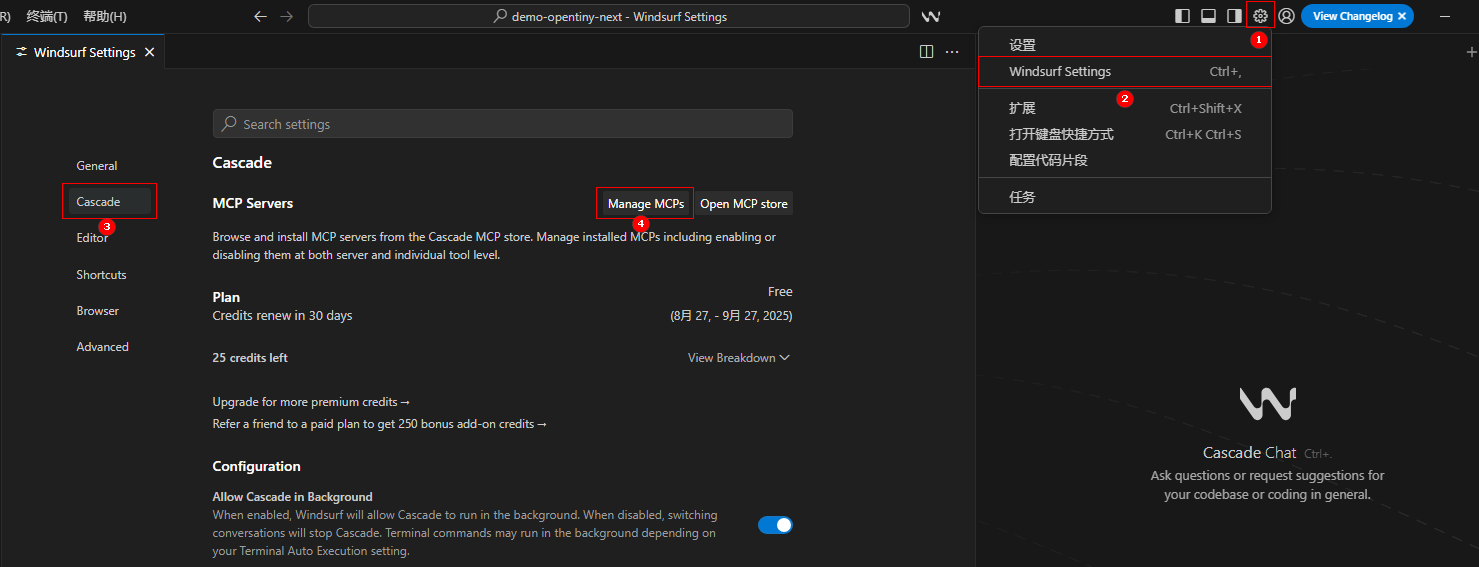 R) 终端(T) 帮助(H)
demo-opentiny-next - Windsurf Settings
View Changelog
Windsurf Settings
1
设置
Windsurf Settings Ctrl+,
2
扩展 Ctrl+Shift+X
打开键盘快捷方式 Ctrl+K Ctrl+S
配置代码片段
任务
Search settings
General
Cascade
3
Editor
Shortcuts
Browser
Advanced
Cascade
MCP Servers
Manage MCPs
Open MCP store
4
Browse and install MCP servers from the Cascade MCP store. Manage installed MCPs including enabling or
disabling them at both server and individual tool level.
Plan
Free
Credits renew in 30 days
(8月 27, - 9月 27, 2025)
25 credits left
View Breakdown
Upgrade for more premium credits →
Refer a friend to a paid plan to get 250 bonus add-on credits →
Configuration
Allow Cascade in Background
When enabled, Windsurf will allow Cascade to run in the background. When disabled, switching
conversations will stop Cascade. Terminal commands may run in the background depending on
your Terminal Auto Execution setting.
Cascade Chat Ctrl+.
Ask questions or request suggestions for
your codebase or coding in general.